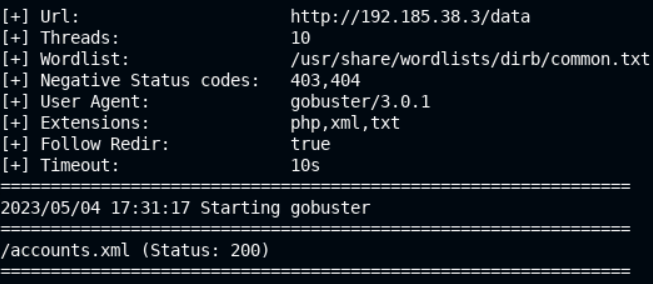 [+] Url: http://192.185.38.3/data
[+] Threads: 10
[+] Wordlist: /usr/share/wordlists/dirb/common.txt
[+] Negative Status codes: 403,404
[+] User Agent: gobuster/3.0.1
[+] Extensions: php,xml,txt
[+] Follow Redir: true
[+] Timeout: 10s
===============================================================
2023/05/04 17:31:17 Starting gobuster
===============================================================
/accounts.xml (Status: 200)
===============================================================